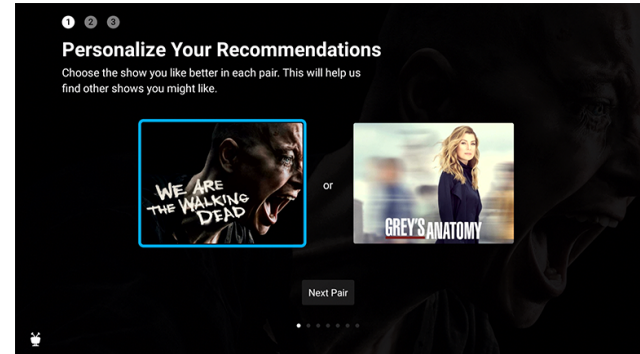 1 2 3
Personalize Your Recommendations
Choose the show you like better in each pair. This will help us
find other shows you might like.
WE ARE
THE WALKING
DEAD
or
GREY'S ANATOMY
Next Pair